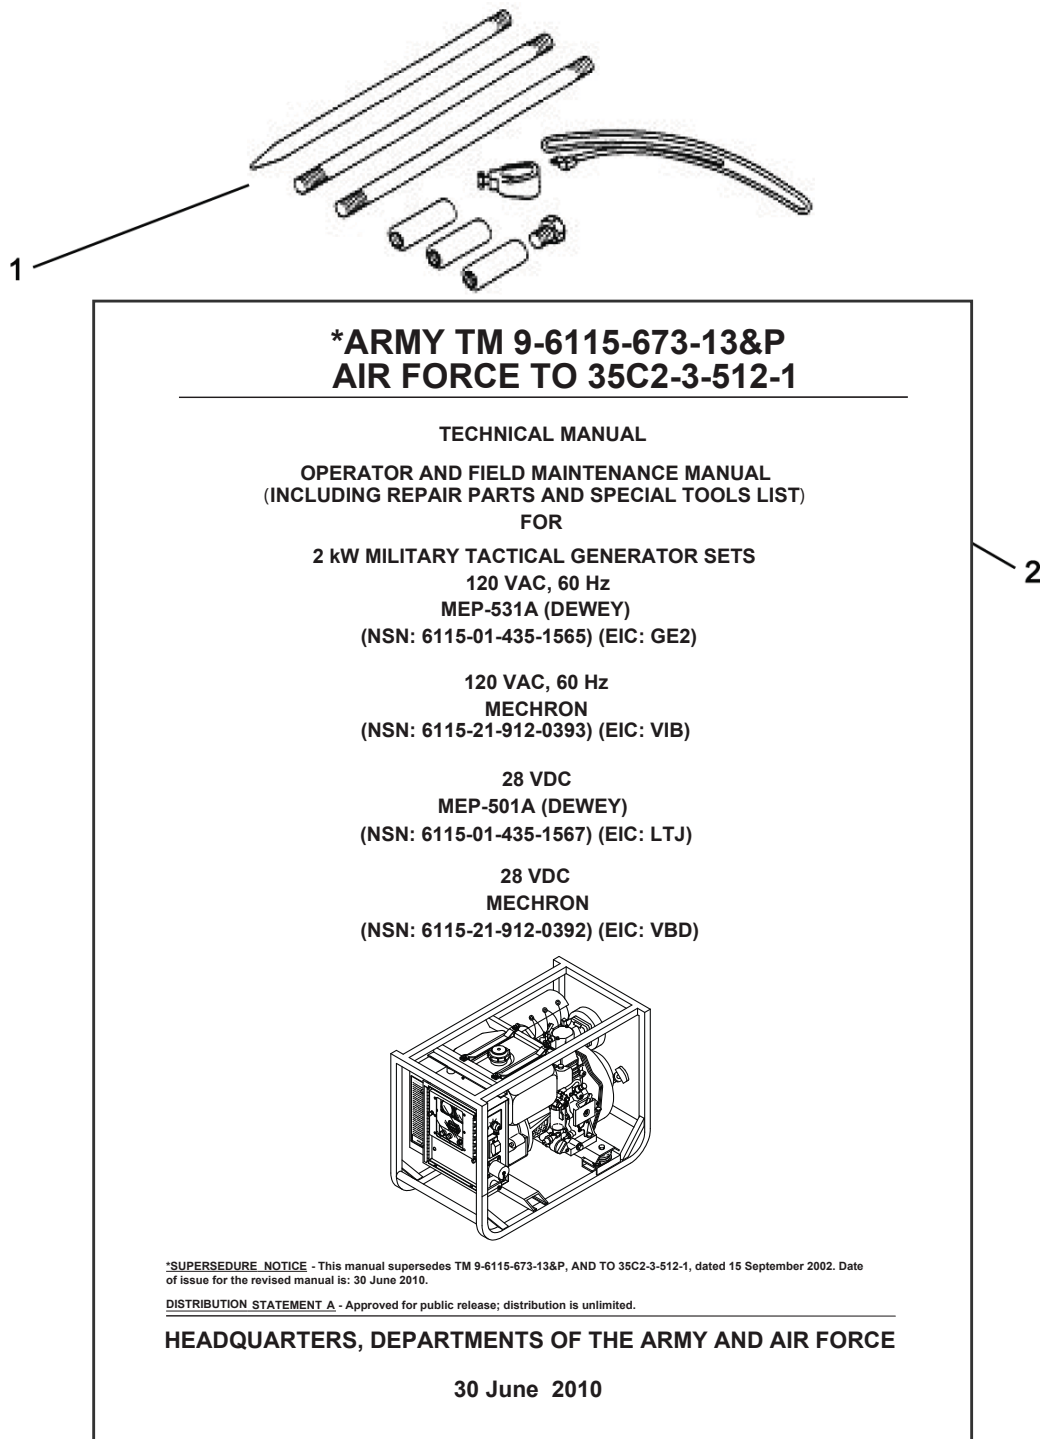 1
*ARMY TM 9-6115-673-13&P
AIR FORCE TO 35C2-3-512-1
TECHNICAL MANUAL
OPERATOR AND FIELD MAINTENANCE MANUAL
(INCLUDING REPAIR PARTS AND SPECIAL TOOLS LIST)
FOR
2
2 kW MILITARY TACTICAL GENERATOR SETS
120 VAC, 60 Hz
MEP-531A (DEWEY)
(NSN: 6115-01-435-1565) (EIC: GE2)
120 VAC, 60 Hz
MECHRON
(NSN: 6115-21-912-0393) (EIC: VIB)
28 VDC
MEP-501A (DEWEY)
(NSN: 6115-01-435-1567) (EIC: LTJ)
28 VDC
MECHRON
(NSN: 6115-21-912-0392) (EIC: VBD)
*SUPERSEDURE NOTICE - This manual supersedes TM 9-6115-673-13&P, AND TO 35C2-3-512-1, dated 15 September 2002. Date
of issue for the revised manual is: 30 June 2010.
DISTRIBUTION STATEMENT A - Approved for public release; distribution is unlimited.
HEADQUARTERS, DEPARTMENTS OF THE ARMY AND AIR FORCE
30 June 2010